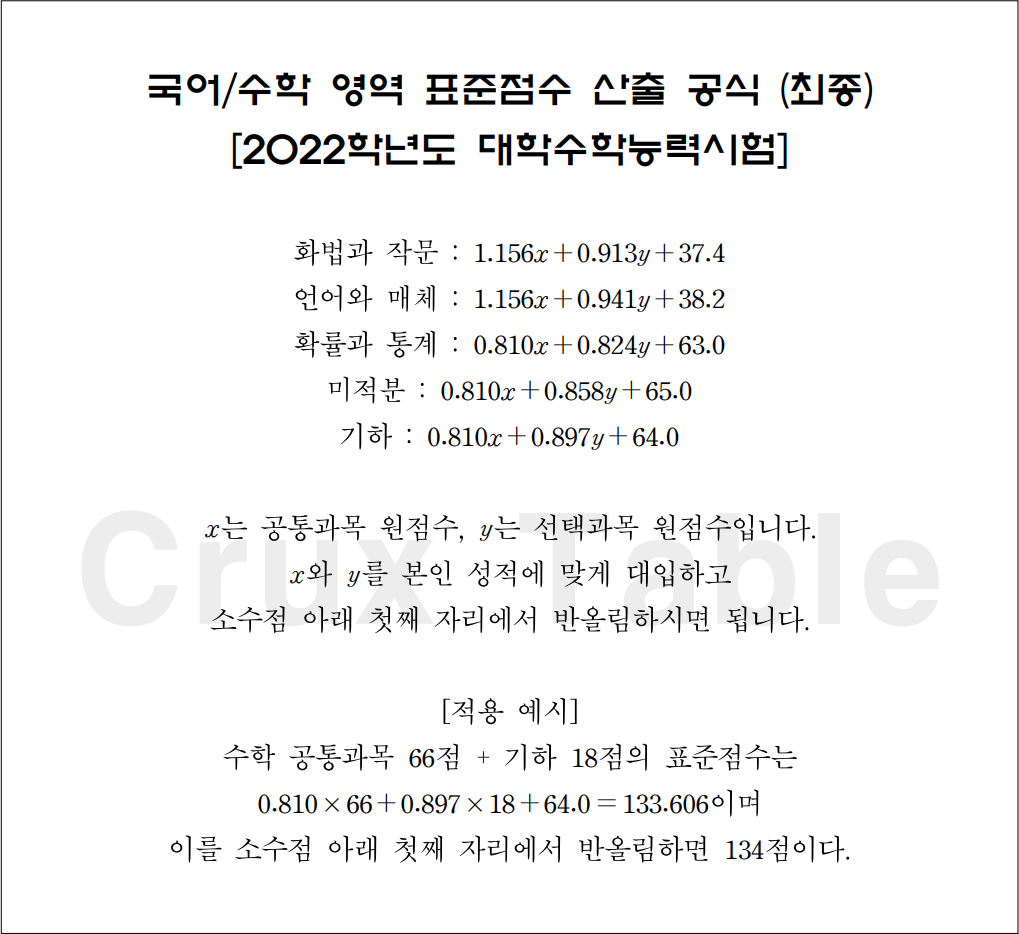 국어/수학 영역 표준점수 산출 공식 (최종)
[2022학년도 대학수학능력시험]
화법과 작문 : 1.156x+0.913y+37.4
언어와 매체 : 1.156x+0.941y+38.2
확률과 통계 : 0.810x+0.824y+63.0
미적분 : 0.810x+0.858y+65.0
기하 : 0.810x+0.897y+64.0
Crux Table
x는 공통과목 원점수, y는 선택과목 원점수입니다.
x와 y를 본인 성적에 맞게 대입하고
소수점 아래 첫째 자리에서 반올림하시면 됩니다.
[적용 예시]
수학 공통과목 66점 + 기하 18점의 표준점수는
0.810×66+0.897×18+64.0=133.606이며
이를 소수점 아래 첫째 자리에서 반올림하면 134점이다.